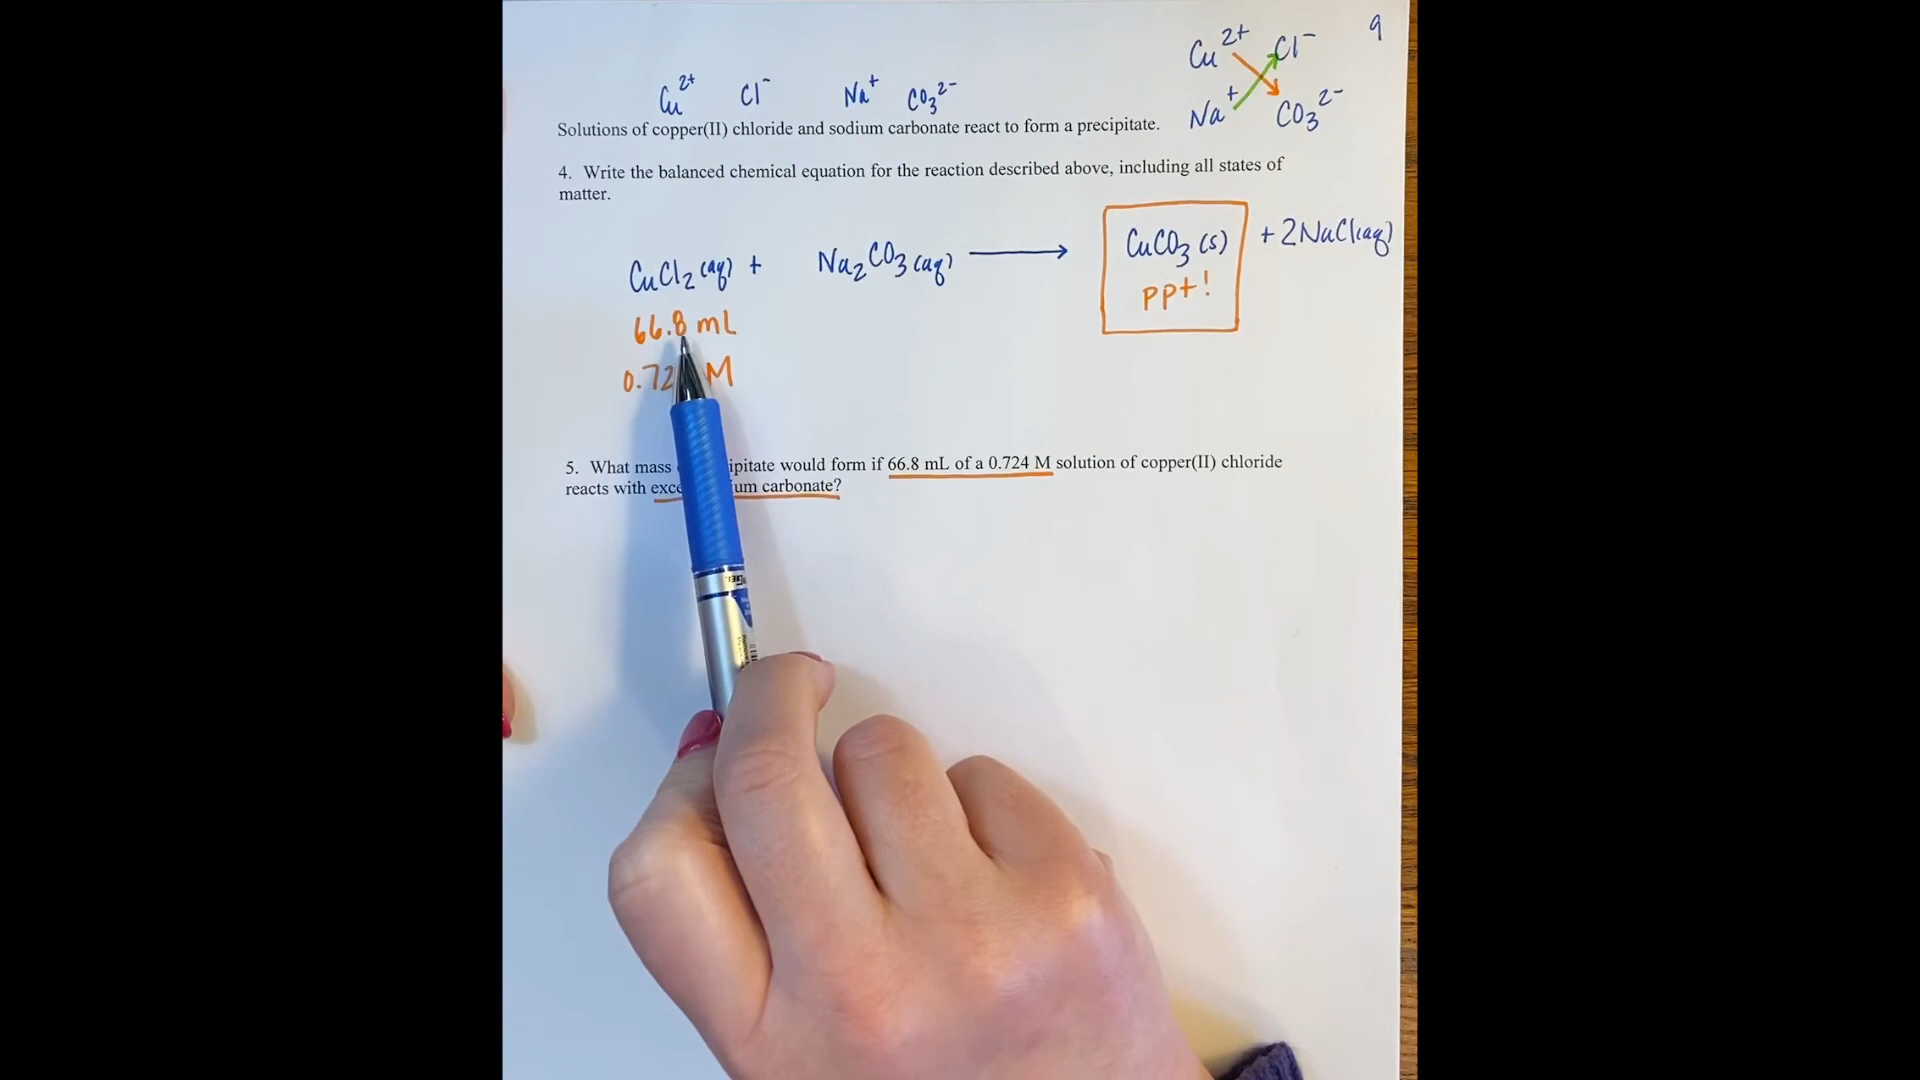 9
Cu²⁺ Cl⁻
Na⁺ CO₃²⁻
Cu²⁺ Cl⁻ Na⁺ CO₃²⁻
Solutions of copper(II) chloride and sodium carbonate react to form a precipitate.
4. Write the balanced chemical equation for the reaction described above, including all states of
matter.
CuCl₂ (aq) + Na₂CO₃ (aq) ⟶ CuCO₃ (s) + 2NaCl(aq)
ppt!
66.8 mL
0.72 M
5. What mass ipitate would form if 66.8 mL of a 0.724 M solution of copper(II) chloride
reacts with exce um carbonate?